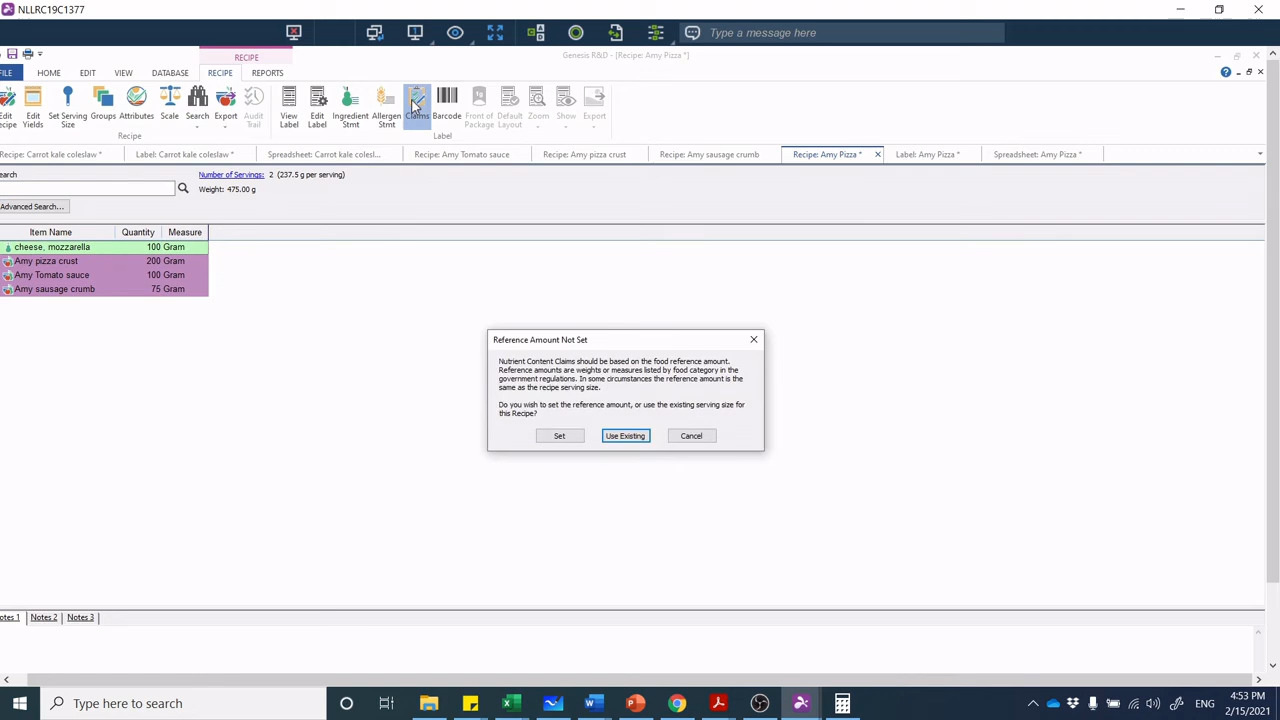 NLLRC19C1377
Type a message here
RECIPE
Genesis R&D - [Recipe: Amy Pizza *]
FILE HOME EDIT VIEW DATABASE RECIPE REPORTS
Edit Recipe
Edit Yields
Set Serving Size
Groups
Attributes
Scale
Search
Export
Audit Trail
View Label
Edit Label
Ingredient Stmt
Allergen Stmt
Claims
Barcode
Front of Package
Default Layout
Zoom
Show
Export
Recipe
Label
Recipe: Carrot kale coleslaw *
Label: Carrot kale coleslaw *
Spreadsheet: Carrot kale coleslaw...
Recipe: Amy Tomato sauce
Recipe: Amy pizza crust
Recipe: Amy sausage crumb
Recipe: Amy Pizza *
Label: Amy Pizza *
Spreadsheet: Amy Pizza *
earch
Number of Servings: 2 (237.5 g per serving)
Weight: 475.00 g
Advanced Search...
Item Name Quantity Measure
cheese, mozzarella 100 Gram
Amy pizza crust 200 Gram
Amy Tomato sauce 100 Gram
Amy sausage crumb 75 Gram
Reference Amount Not Set
Nutrient Content Claims should be based on the food reference amount.
Reference amounts are weights or measures listed by food category in the
government regulations. In some circumstances the reference amount is the
same as the recipe serving size.
Do you wish to set the reference amount, or use the existing serving size for
this Recipe?
Set Use Existing Cancel
otes 1 Notes 2 Notes 3
Type here to search
ENG
4:53 PM
2/15/2021